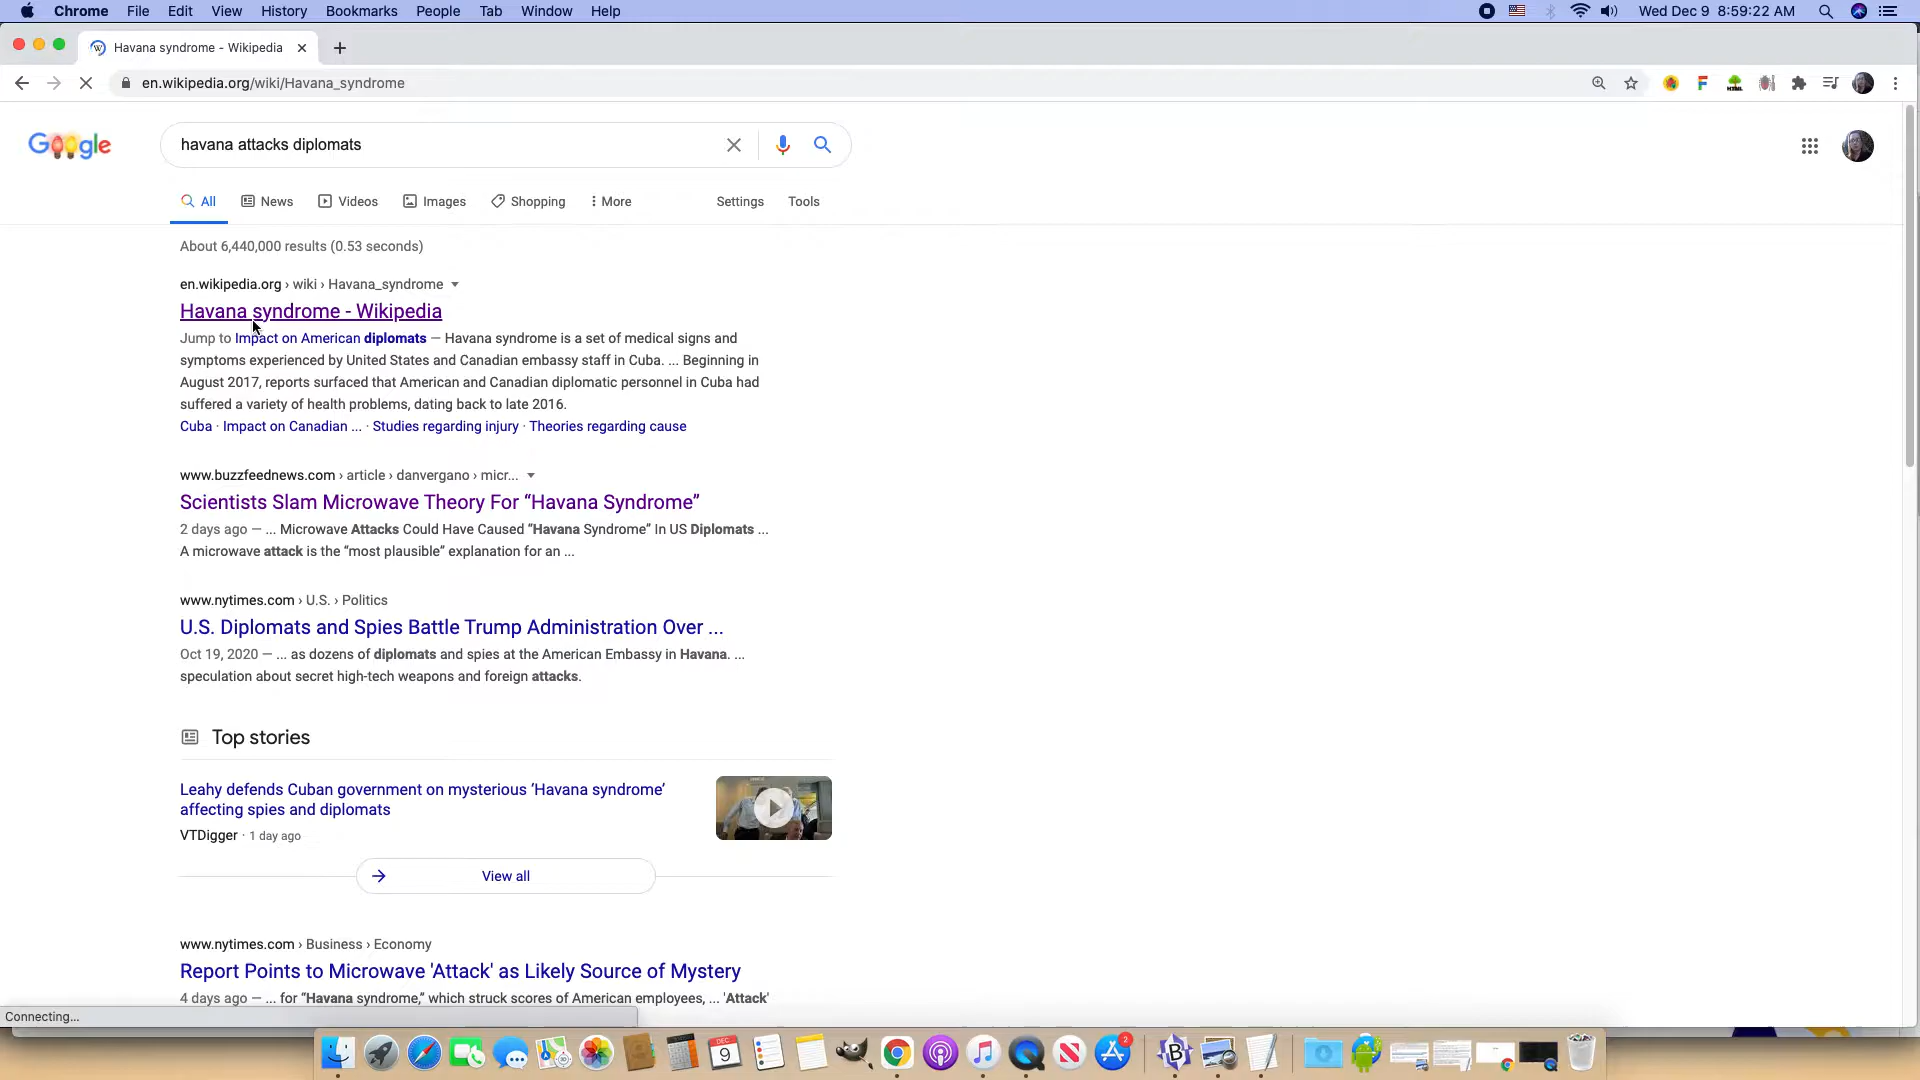 Chrome File Edit View History Bookmarks People Tab Window Help Wed Dec 9 8:59:22 AM
Havana syndrome - Wikipedia
en.wikipedia.org/wiki/Havana_syndrome
Google havana attacks diplomats
All News Videos Images Shopping More Settings Tools
About 6,440,000 results (0.53 seconds)
en.wikipedia.org › wiki › Havana_syndrome
Havana syndrome - Wikipedia
Jump to Impact on American diplomats — Havana syndrome is a set of medical signs and
symptoms experienced by United States and Canadian embassy staff in Cuba. ... Beginning in
August 2017, reports surfaced that American and Canadian diplomatic personnel in Cuba had
suffered a variety of health problems, dating back to late 2016.
Cuba · Impact on Canadian ... · Studies regarding injury · Theories regarding cause
www.buzzfeednews.com › article › danvergano › micr...
Scientists Slam Microwave Theory For “Havana Syndrome”
2 days ago — ... Microwave Attacks Could Have Caused “Havana Syndrome” In US Diplomats ...
A microwave attack is the “most plausible” explanation for an ...
www.nytimes.com › U.S. › Politics
U.S. Diplomats and Spies Battle Trump Administration Over ...
Oct 19, 2020 — ... as dozens of diplomats and spies at the American Embassy in Havana. ...
speculation about secret high-tech weapons and foreign attacks.
Top stories
Leahy defends Cuban government on mysterious ‘Havana syndrome’
affecting spies and diplomats
VTDigger · 1 day ago
View all
www.nytimes.com › Business › Economy
Report Points to Microwave 'Attack' as Likely Source of Mystery
4 days ago — ... for “Havana syndrome,” which struck scores of American employees, ... 'Attack'
Connecting...
DEC
9
2